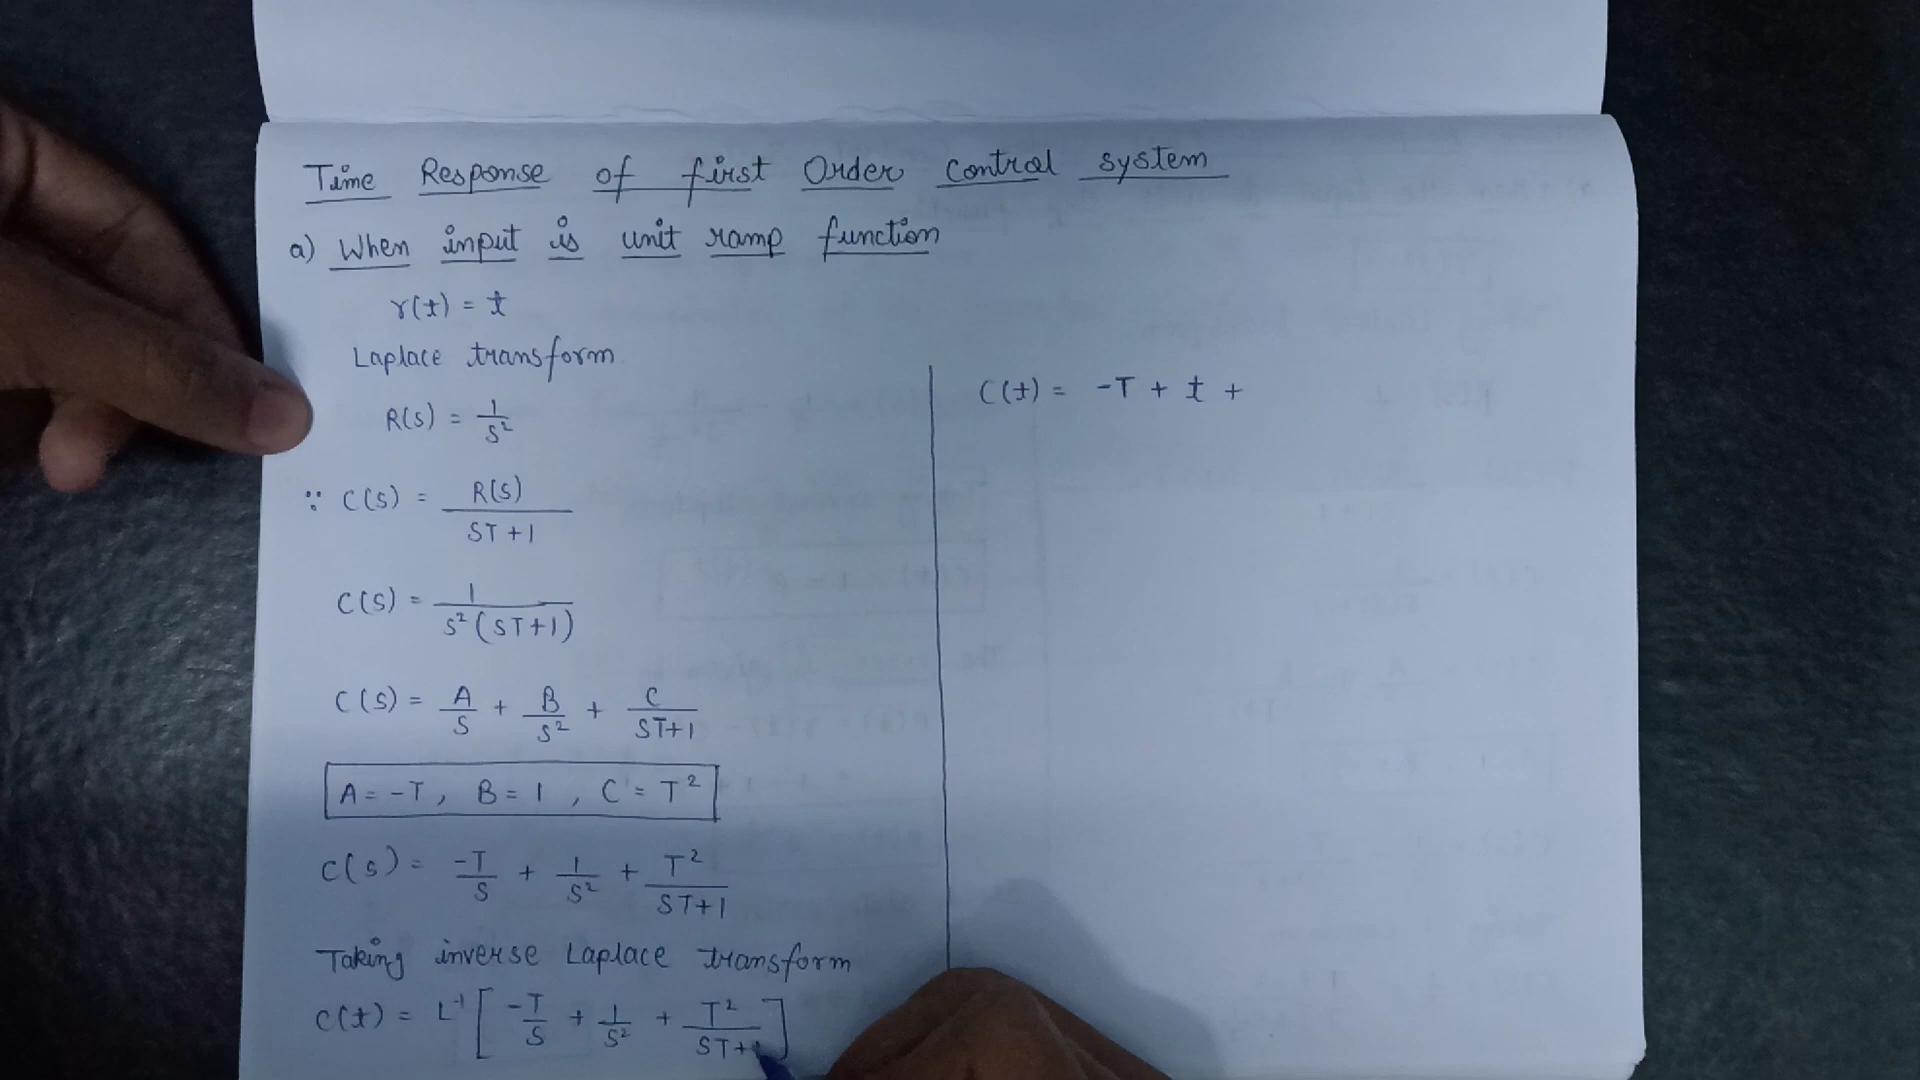 Time Response of first Order control system
a) When input is unit ramp function
r(t) = t
Laplace transform
R(s) = 1/s²
∵ C(s) = R(s)/(ST+1)
C(s) = 1/(s²(ST+1))
C(s) = A/S + B/S² + C/(ST+1)
A = -T, B = 1, C = T²
C(s) = -T/S + 1/S² + T²/(ST+1)
Taking inverse Laplace transform
C(t) = L⁻¹[-T/S + 1/S² + T²/(ST+1)]
C(t) = -T + t +